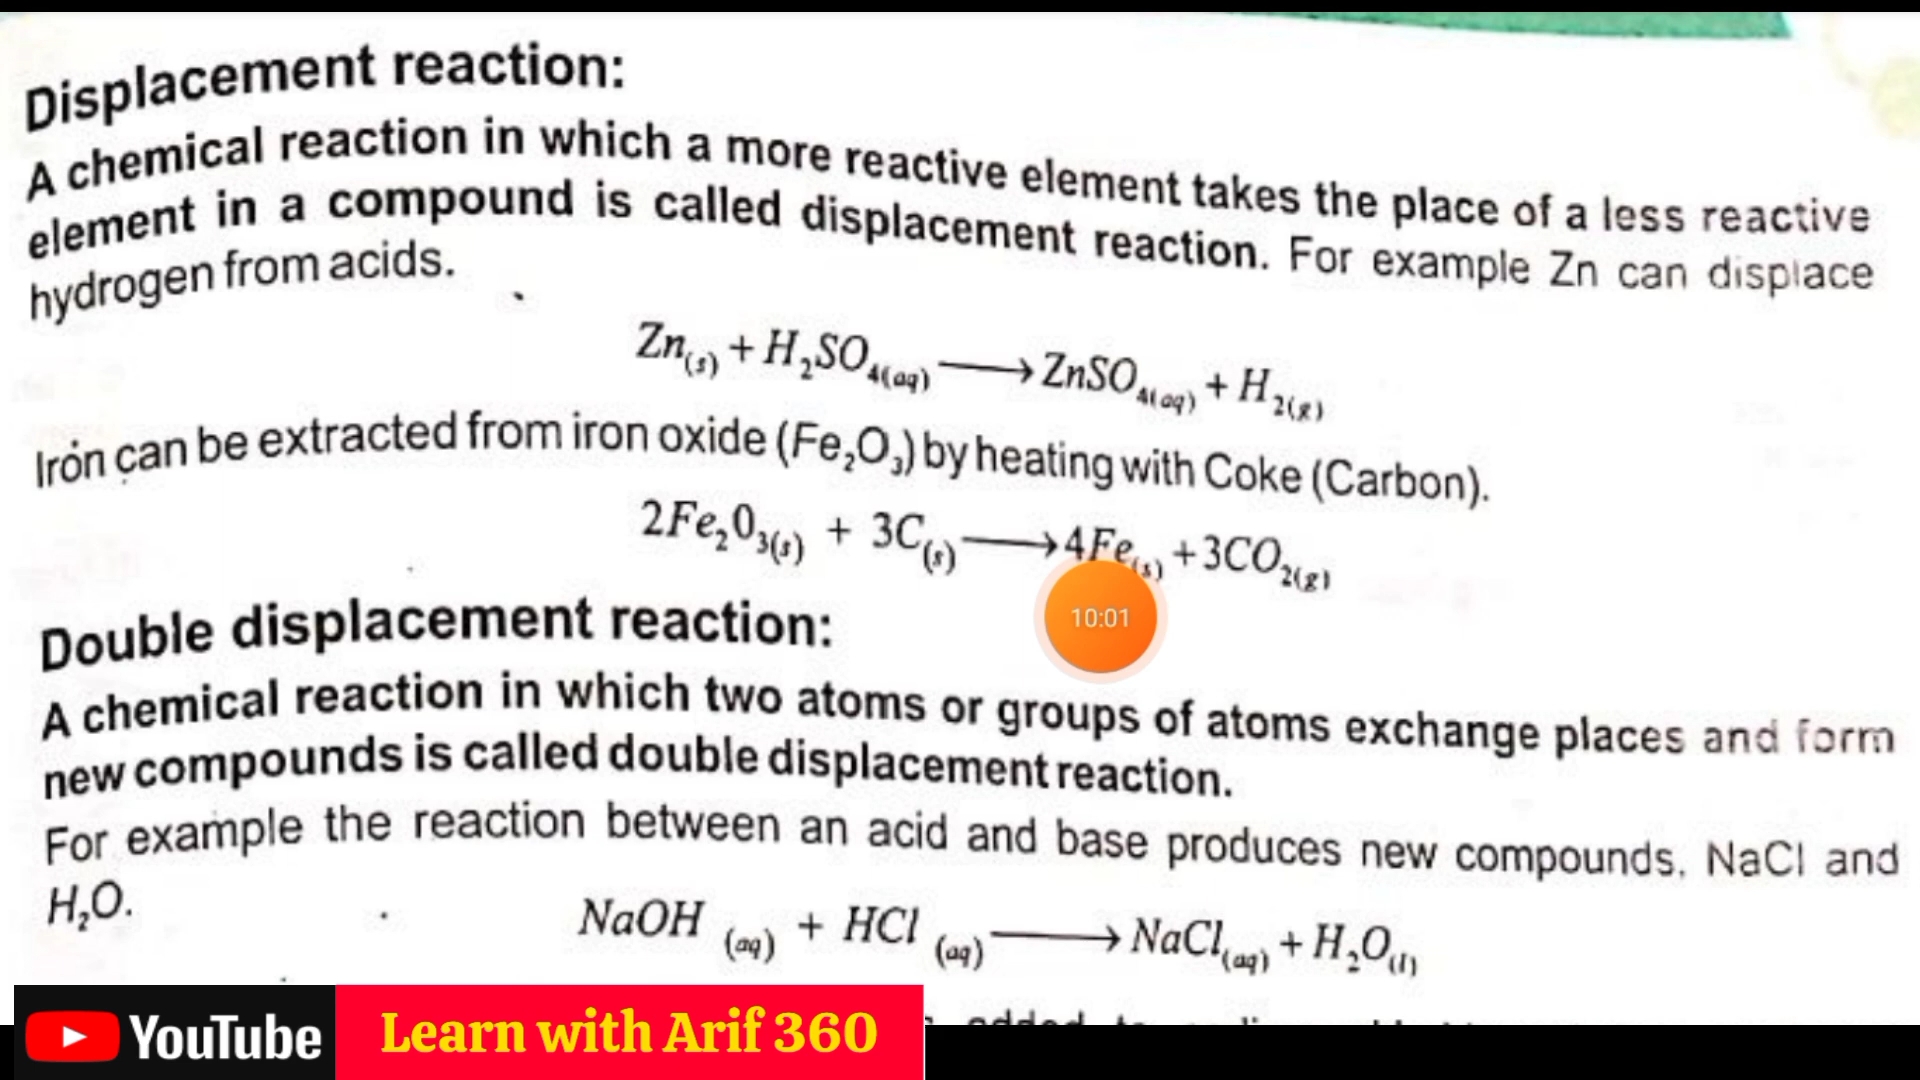 Displacement reaction:
A chemical reaction in which a more reactive element takes the place of a less reactive
element in a compound is called displacement reaction. For example Zn can displace
hydrogen from acids.
Zn(s) + H₂SO₄(aq) ⟶ ZnSO₄(aq) + H₂(g)
Iron can be extracted from iron oxide (Fe₂O₃) by heating with Coke (Carbon).
2Fe₂0₃(s) + 3C(s) ⟶ 4Fe(s) + 3CO₂(g)
10:01
Double displacement reaction:
A chemical reaction in which two atoms or groups of atoms exchange places and form
new compounds is called double displacement reaction.
For example the reaction between an acid and base produces new compounds. NaCl and
H₂O.
NaOH (aq) + HCl (aq) ⟶ NaCl(aq) + H₂O(l)
YouTube Learn with Arif 360